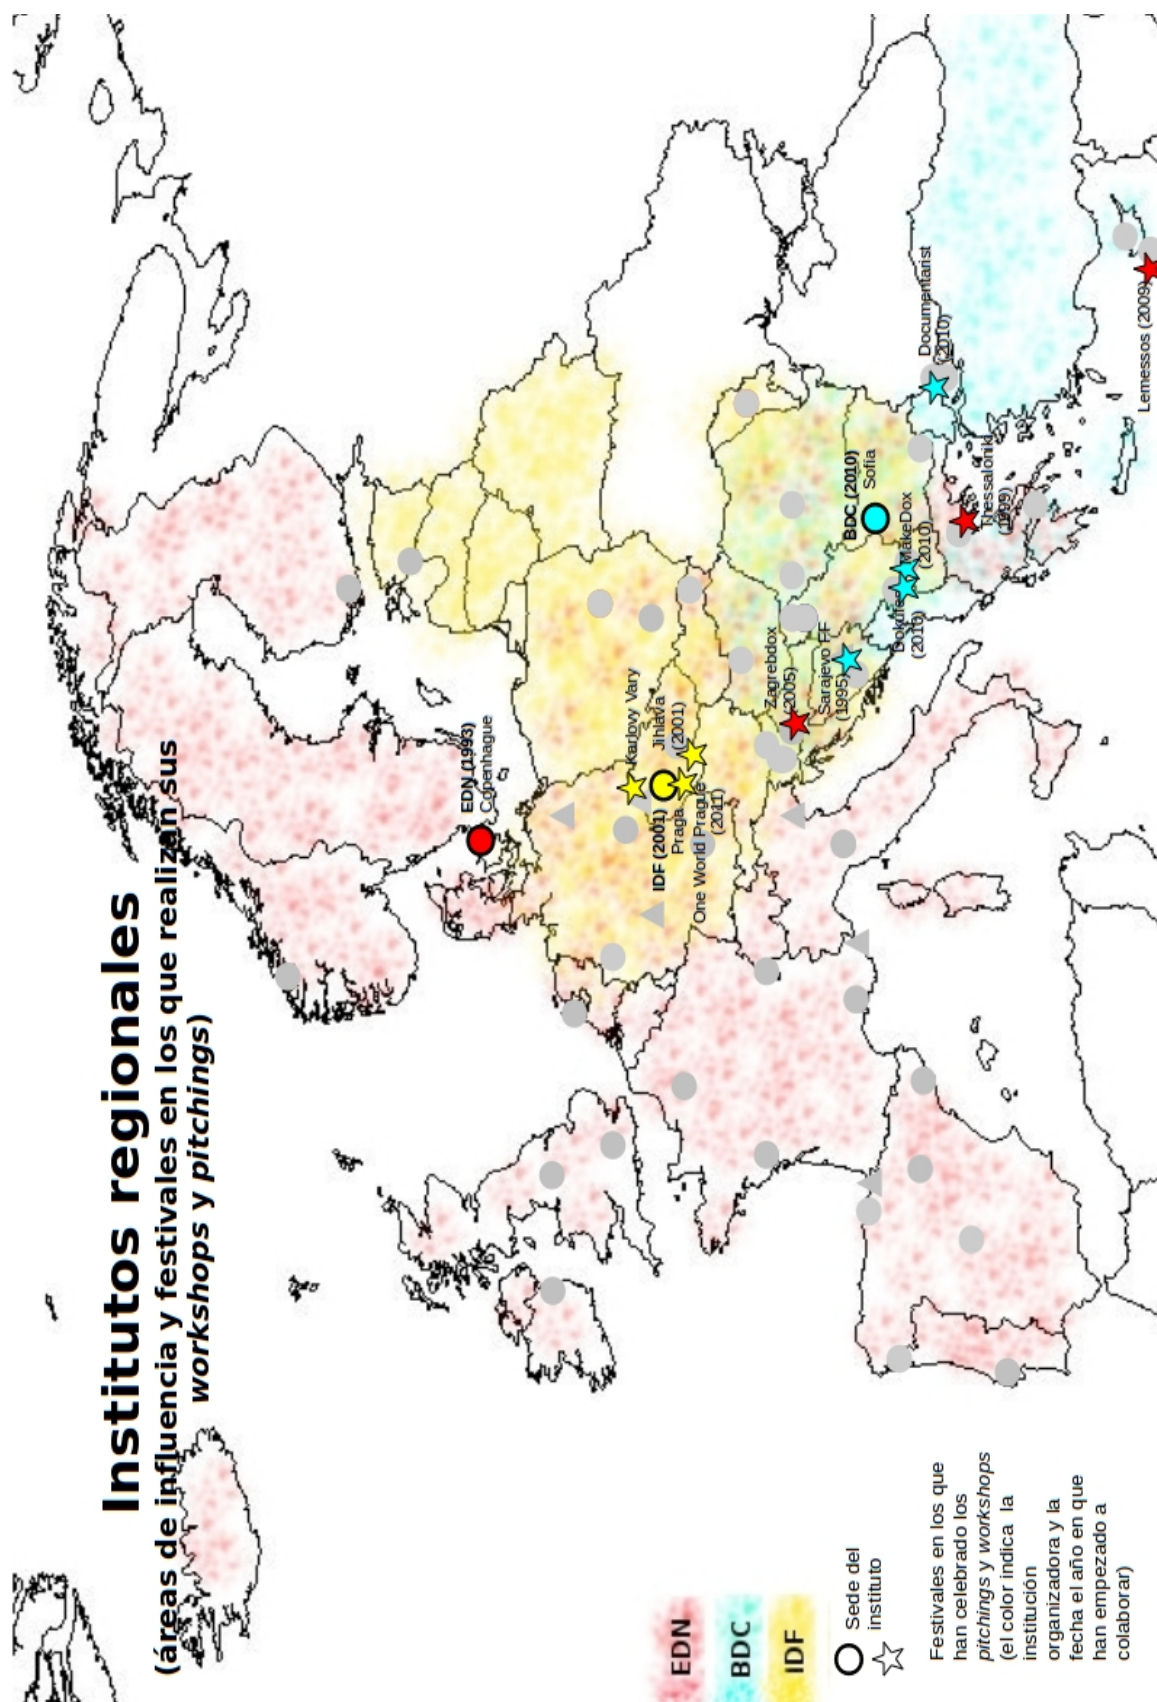 Institutos regionales
(áreas de influencia y festivales en los que realizan sus
workshops y pitchings)
EDN (1993)
Copenhague
Karlovy Vary
Jihlava
(2001)
IDF (2001)
Praga
One World Prague
(2011)
Zagrebdox
(2005)
Sarajevo FF
(1995)
BDC (2010)
Sofia
MakeDox
(2010)
Dokufest
(2010)
Documentarist
(2010)
Thessaloniki
(1999)
Lemessos (2009)
EDN
BDC
IDF
Sede del
instituto
Festivales en los que
han celebrado los
pitchings y workshops
(el color indica la
institución
organizadora y la
fecha el año en que
han empezado a
colaborar)